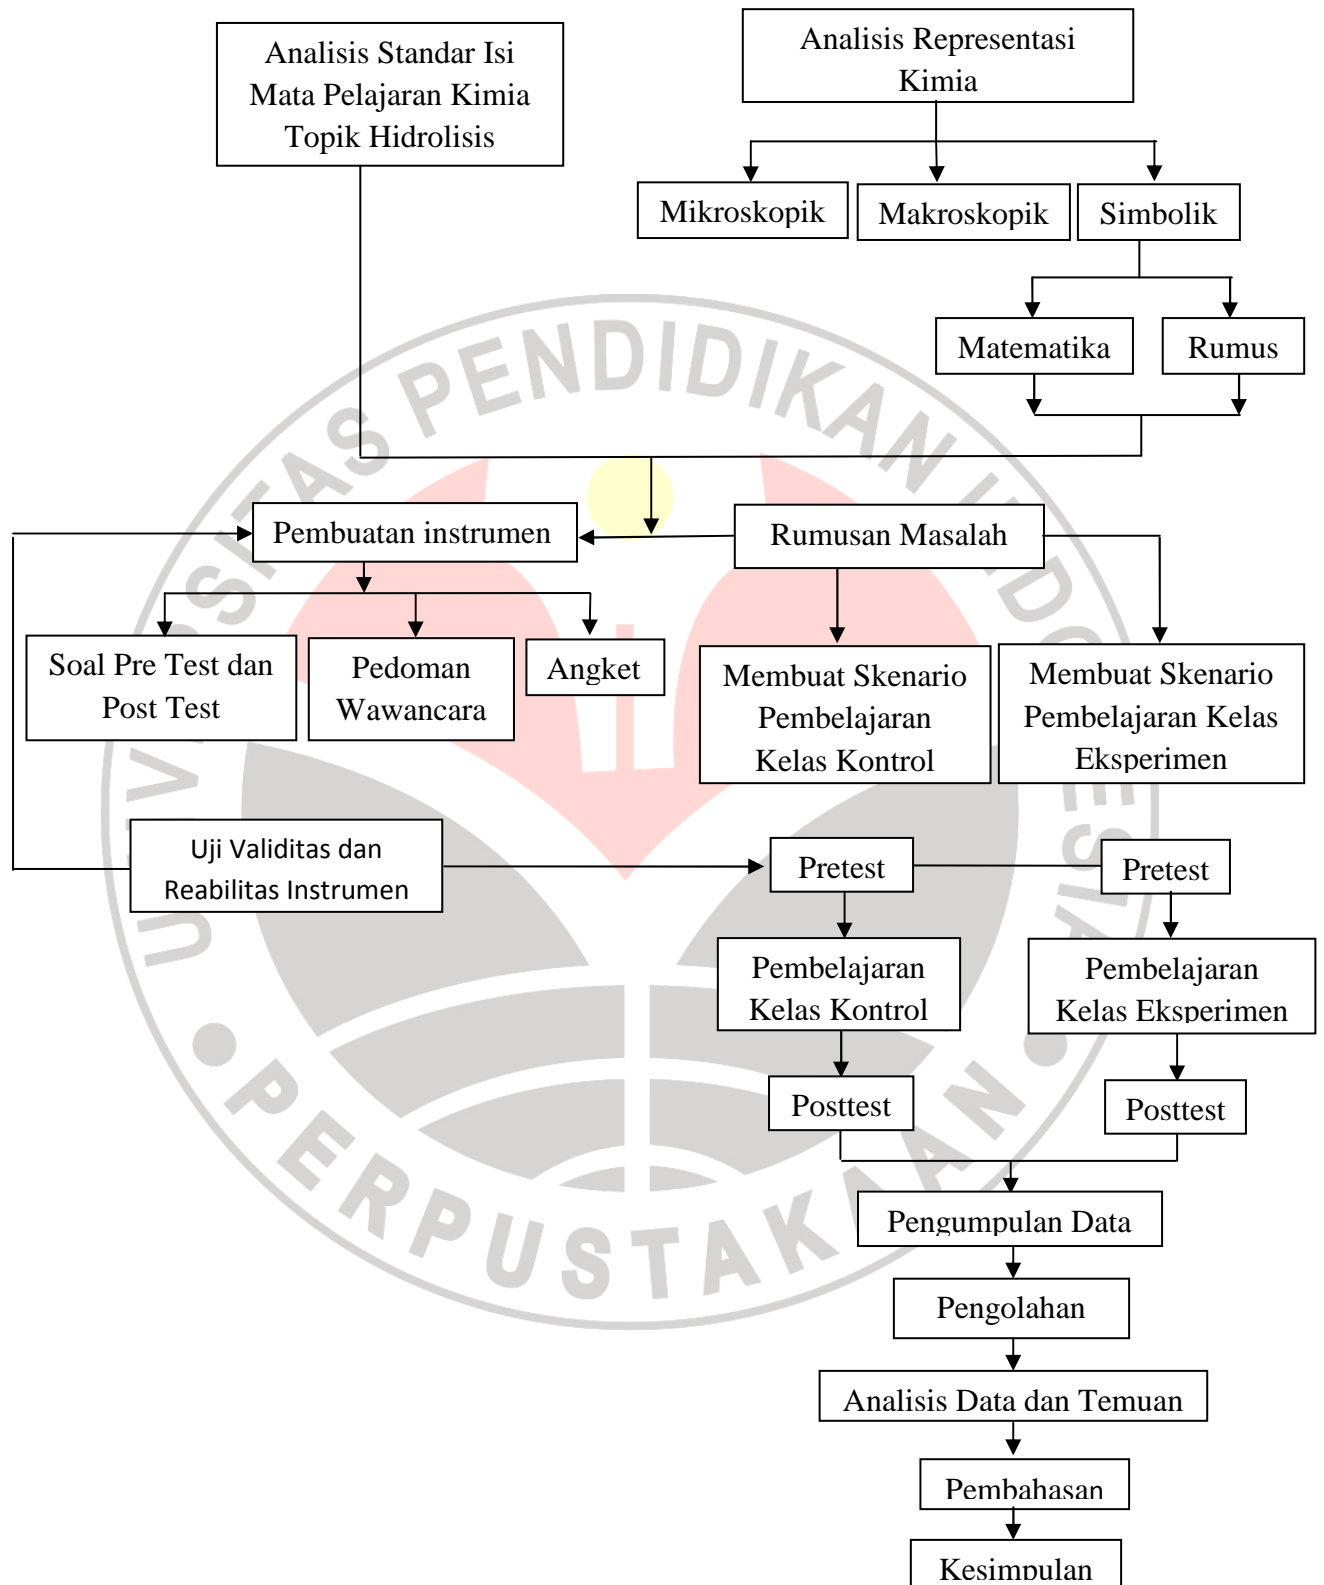 Analisis Standar Isi
Mata Pelajaran Kimia
Topik Hidrolisis
Analisis Representasi
Kimia
Mikroskopik
Makroskopik
Simbolik
Matematika
Rumus
Pembuatan instrumen
Rumusan Masalah
Soal Pre Test dan
Post Test
Pedoman
Wawancara
Angket
Membuat Skenario
Pembelajaran
Kelas Kontrol
Membuat Skenario
Pembelajaran Kelas
Eksperimen
Uji Validitas dan
Reabilitas Instrumen
Pretest
Pretest
Pembelajaran
Kelas Kontrol
Pembelajaran
Kelas Eksperimen
Posttest
Posttest
Pengumpulan Data
Pengolahan
Analisis Data dan Temuan
Pembahasan
Kesimpulan
UNIVERSITAS PENDIDIKAN INDONESIA
PERPUSTAKAAN